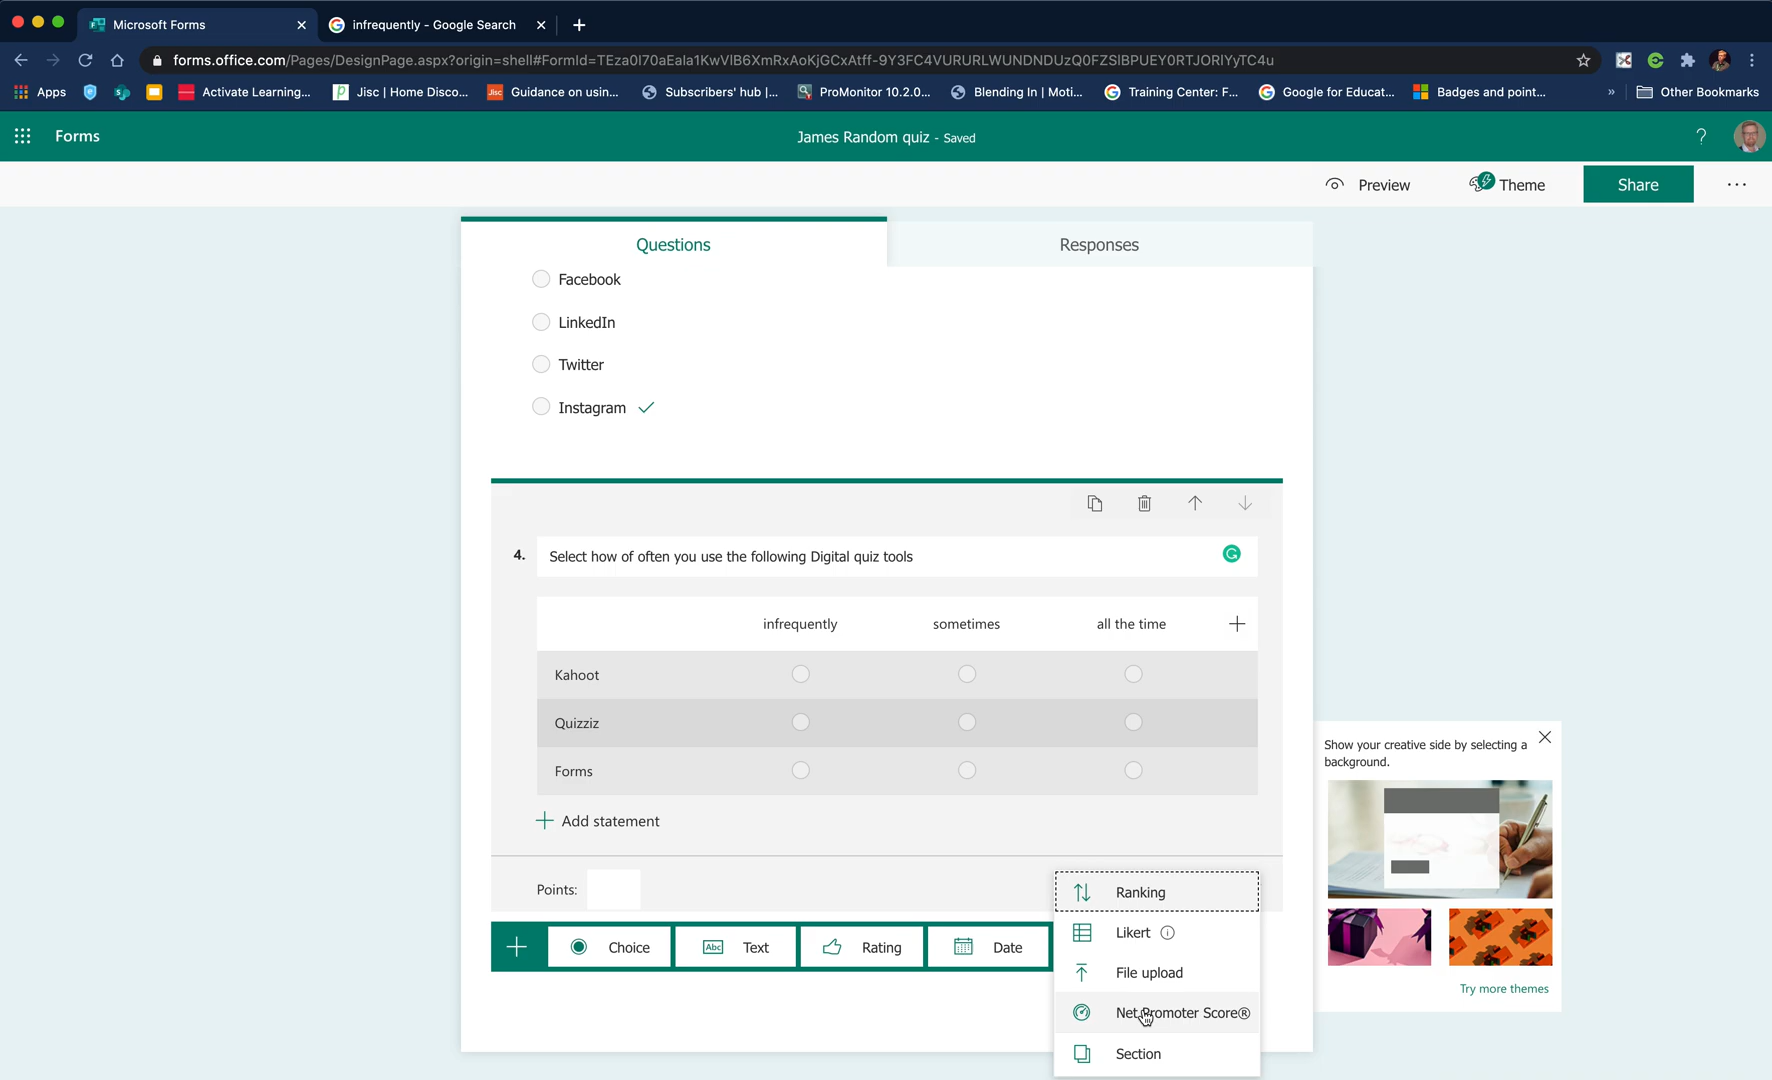 Microsoft Forms
infrequently - Google Search
forms.office.com/Pages/DesignPage.aspx?origin=shell#FormId=TEza0I70aEaIa1KwVlB6XmRxAoKjGCxAtff-9Y3FC4VURURLWUNDNDUzQ0FZSlBPUEY0RTJORlYyTC4u
Apps
Activate Learning...
Jisc | Home Disco...
Guidance on usin...
Subscribers' hub |...
ProMonitor 10.2.0...
Blending In | Moti...
Training Center: F...
Google for Educat...
Badges and point...
»
Other Bookmarks
Forms
James Random quiz - Saved
?
Preview
Theme
Share
...
Questions
Responses
Facebook
LinkedIn
Twitter
Instagram
4. Select how of often you use the following Digital quiz tools
infrequently sometimes all the time
Kahoot
Quizziz
Forms
Add statement
Points:
Choice
Abc Text
Rating
Date
Ranking
Likert
File upload
Net Promoter Score®
Section
Show your creative side by selecting a
background.
Try more themes